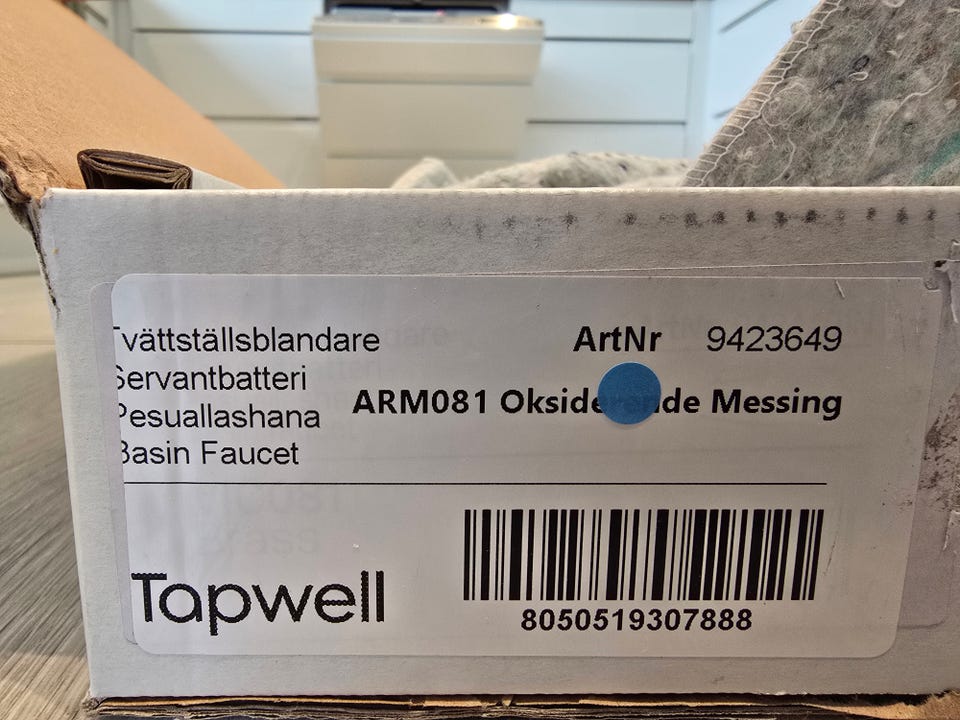 Tvättställsblandare
Servantbatteri
Pesuallashana
Basin Faucet
ArtNr 9423649
ARM081 Messing
Tapwell
8050519307888